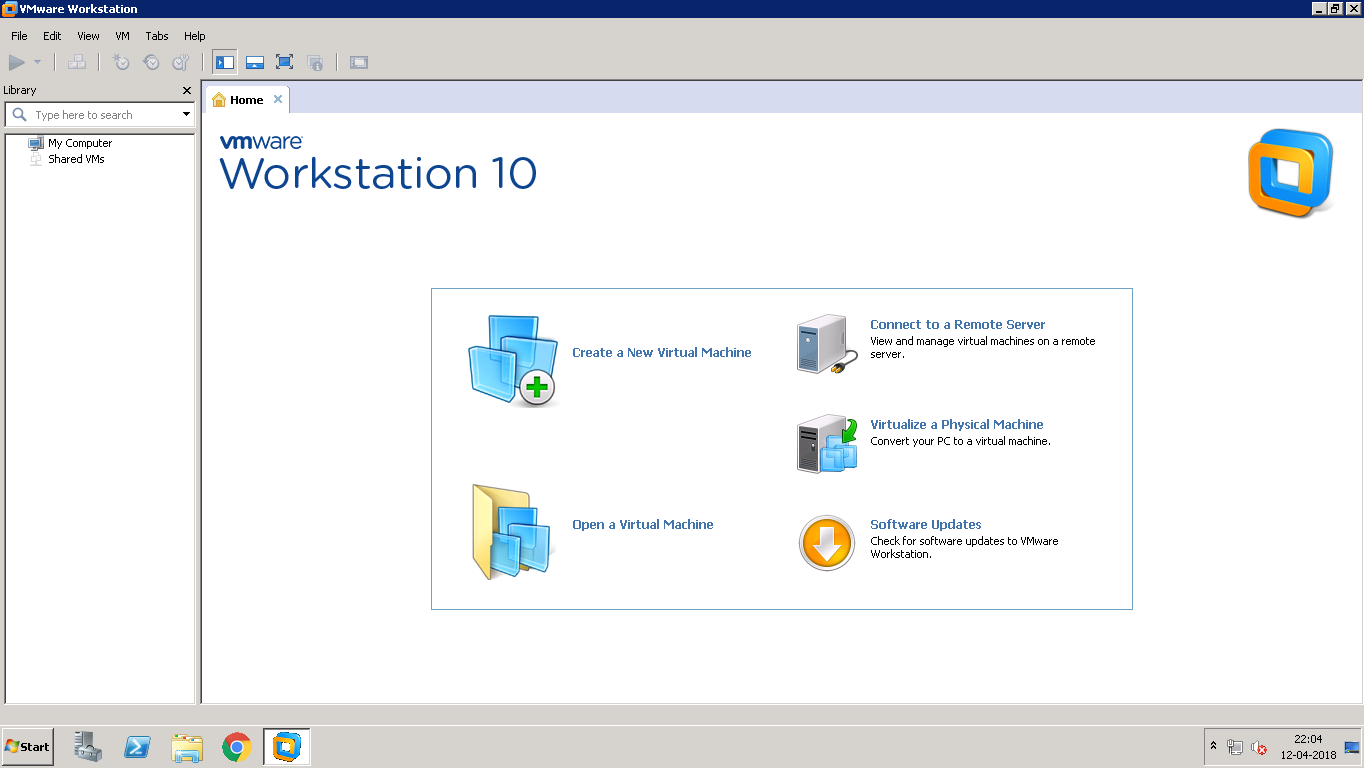 VMware Workstation
File Edit View VM Tabs Help
Library
Type here to search
My Computer
Shared VMs
Home
vmware
Workstation 10
Create a New Virtual Machine
Open a Virtual Machine
Connect to a Remote Server
View and manage virtual machines on a remote
server.
Virtualize a Physical Machine
Convert your PC to a virtual machine.
Software Updates
Check for software updates to VMware
Workstation.
Start
22:04
12-04-2018